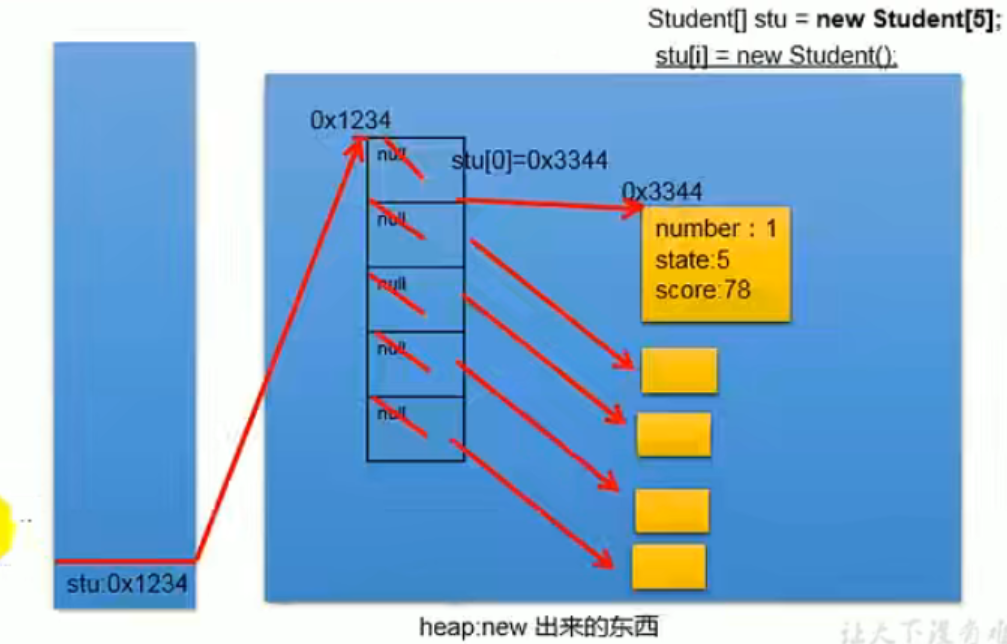 Student[] stu = new Student[5];
stu[i] = new Student();
0x1234
null
stu[0]=0x3344
0x3344
null
number : 1
state:5
score:78
null
null
null
stu:0x1234
heap:new 出来的东西
让天下没有